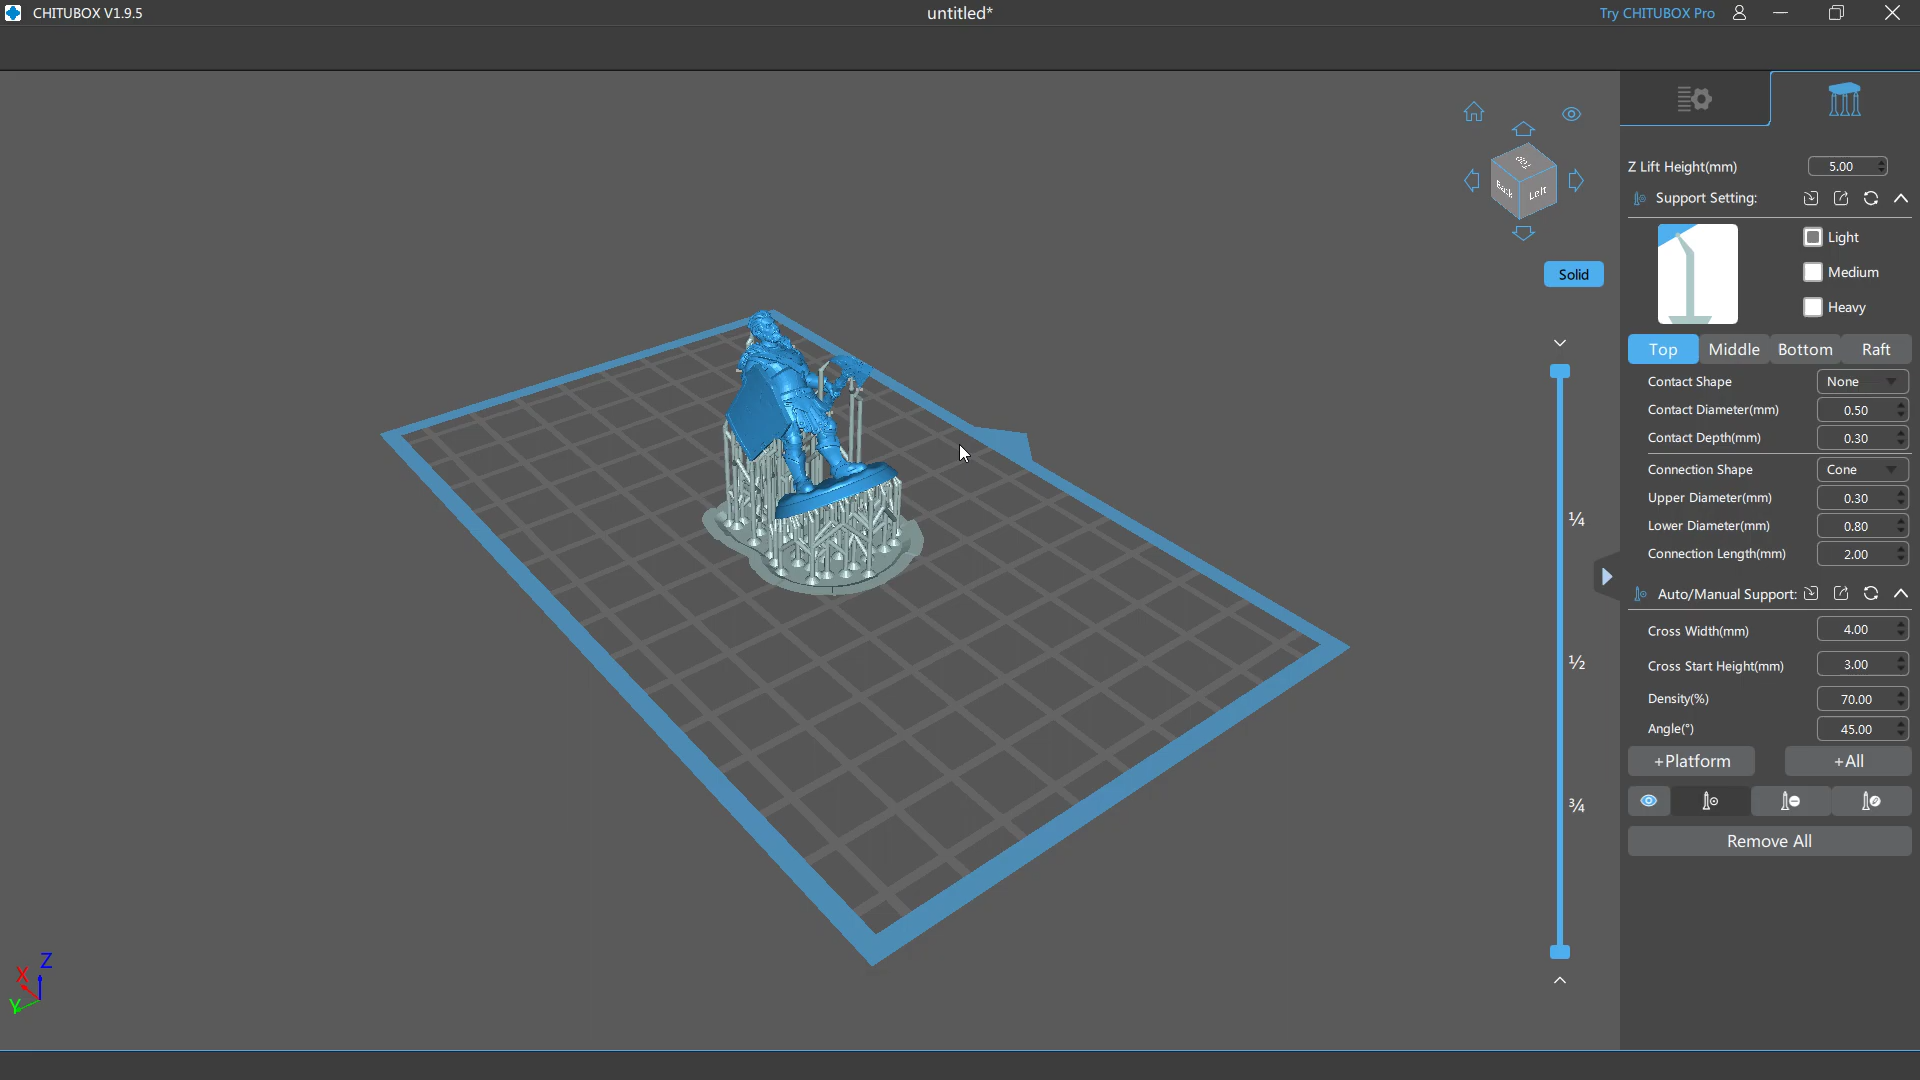 CHITUBOX V1.9.5
untitled*
Try CHITUBOX Pro
Top
Back
Left
Solid
¼
½
¾
X
Z
Y
Z Lift Height(mm)
5.00
Support Setting:
Light
Medium
Heavy
Top
Middle
Bottom
Raft
Contact Shape
None
Contact Diameter(mm)
0.50
Contact Depth(mm)
0.30
Connection Shape
Cone
Upper Diameter(mm)
0.30
Lower Diameter(mm)
0.80
Connection Length(mm)
2.00
Auto/Manual Support:
Cross Width(mm)
4.00
Cross Start Height(mm)
3.00
Density(%)
70.00
Angle(°)
45.00
+Platform
+All
Remove All